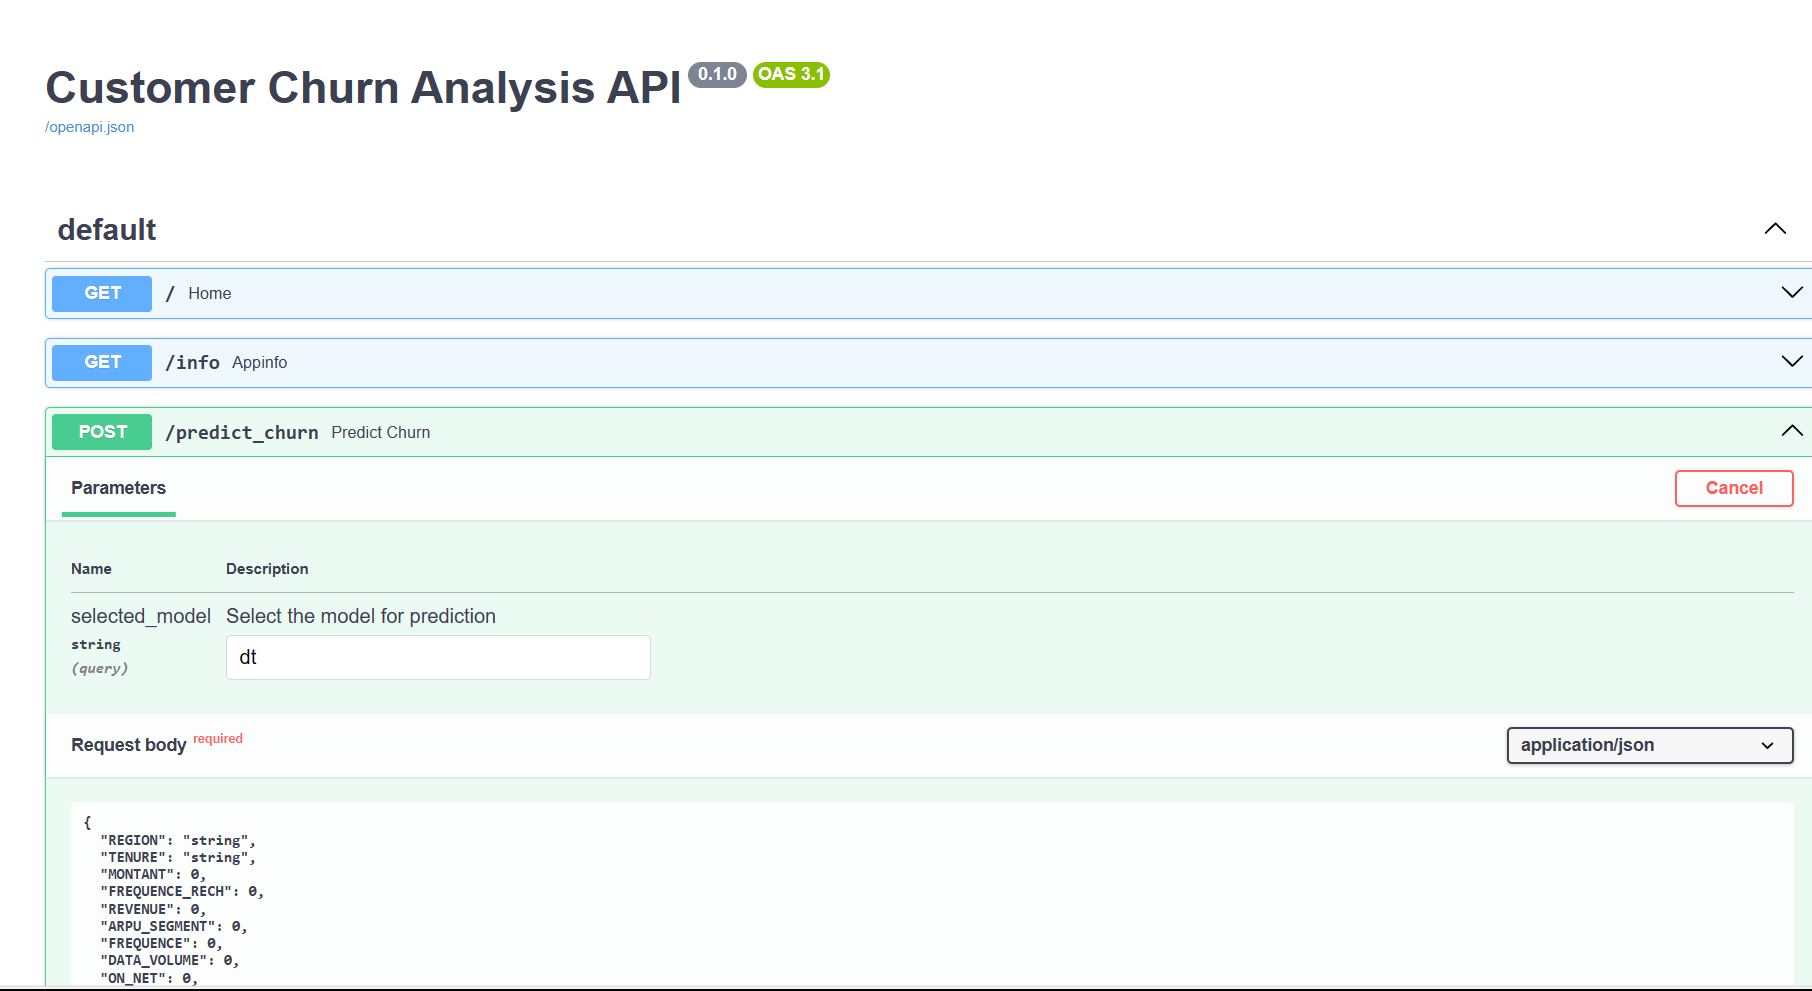 Customer Churn Analysis API 0.1.0 OAS 3.1
/openapi.json
default
GET / Home
GET /info Appinfo
POST /predict_churn Predict Churn
Parameters
Cancel
Name Description
selected_model Select the model for prediction
string
dt
(query)
Request body required
application/json
{
"REGION": "string",
"TENURE": "string",
"MONTANT": 0,
"FREQUENCE_RECH": 0,
"REVENUE": 0,
"ARPU_SEGMENT": 0,
"FREQUENCE": 0,
"DATA_VOLUME": 0,
"ON_NET": 0,